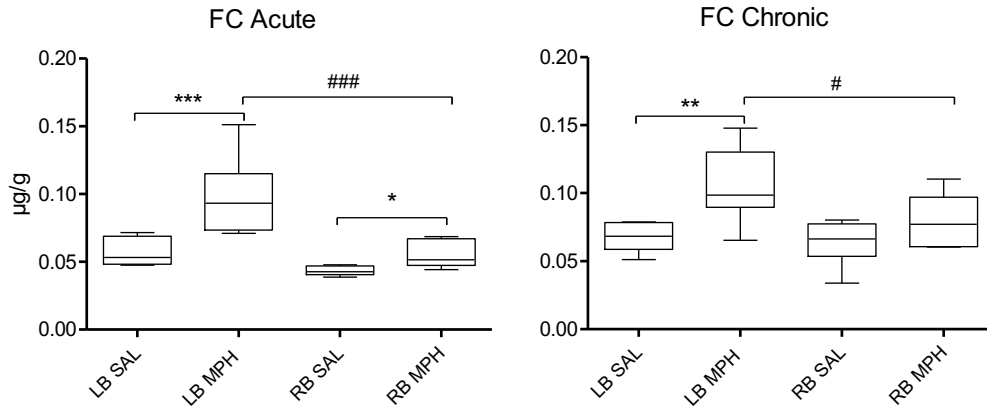 FC Acute
µg/g
0.20
0.15
0.10
0.05
0.00
***
###
*
LB SAL
LB MPH
RB SAL
RB MPH
FC Chronic
0.20
0.15
0.10
0.05
0.00
**
#
LB SAL
LB MPH
RB SAL
RB MPH